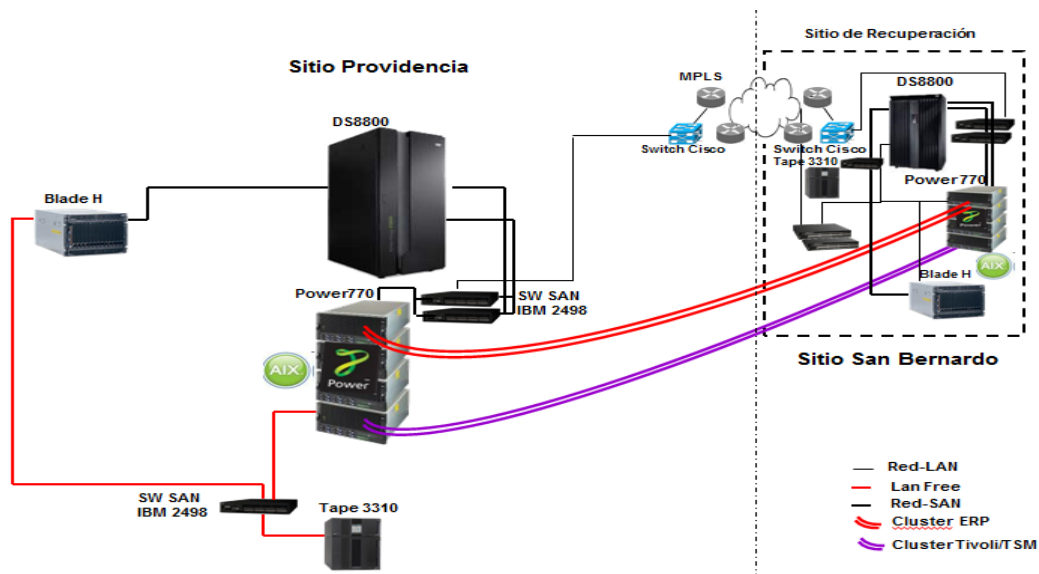 Sitio de Recuperación
Sitio Providencia
MPLS
DS8800
DS8800
Switch Cisco
Switch Cisco
Tape 3310
Power770
Blade H
Power770
SW SAN
IBM 2498
AIX
Blade H
AIX
Power
Sitio San Bernardo
SW SAN
IBM 2498
Tape 3310
Red-LAN
Lan Free
Red-SAN
Cluster ERP
Cluster Tivoli/TSM